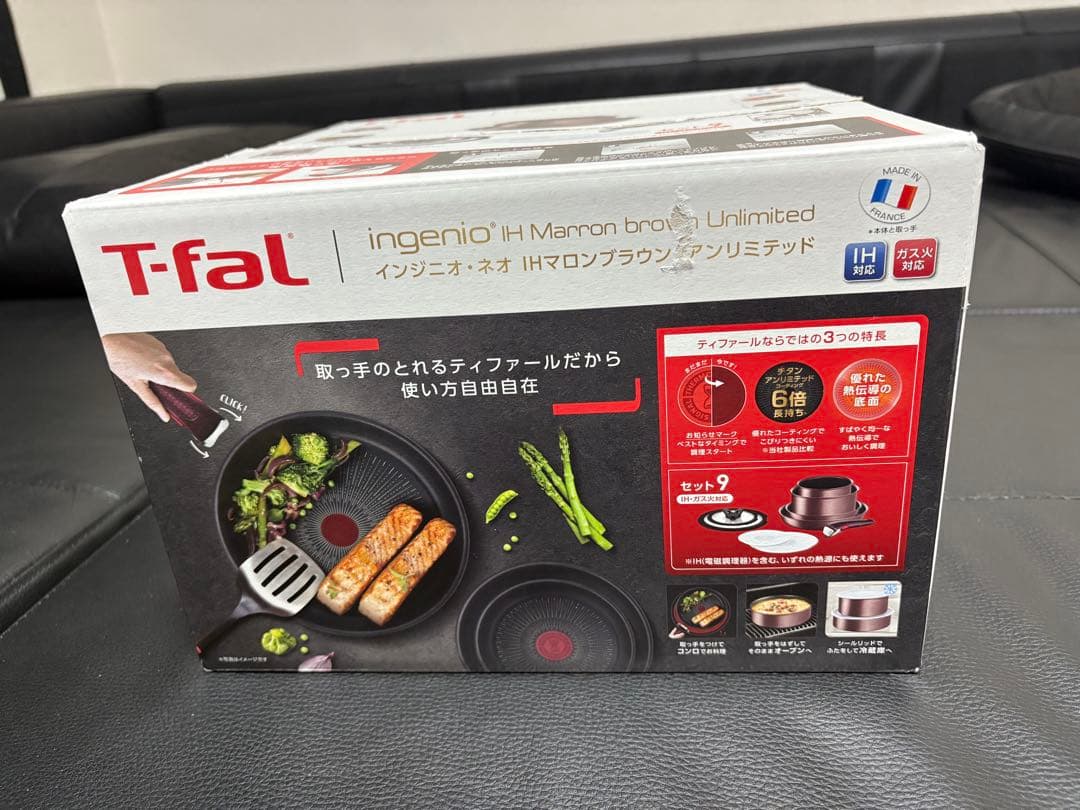 T-fal
T-fal®
ingenio® IH Marron brown Unlimited
インジニオ・ネオ IHマロンブラウン アンリミテッド
MADE IN
FRANCE
*本体と取っ手
IH
対応
ガス火
対応
CLICK!
取っ手のとれるティファールだから
使い方自由自在
ティファールならではの3つの特長
まだまだ
今です!
お知らせマーク
ベストなタイミングで
調理スタート
チタン
アンリミテッド
コーティング
6倍
長持ち
優れたコーティングで
こびりつきにくい
※当社製品比較
優れた
熱伝導の
底面
すばやく均一な
熱伝導で
おいしく調理
セット9
IH・ガス火対応
※IH(電磁調理器)を含む、いずれの熱源にも使えます
取っ手をつけて
コンロでお料理
取っ手をはずして
そのままオーブンへ
シールリッドで
ふたをして冷蔵庫へ
※写真はイメージです